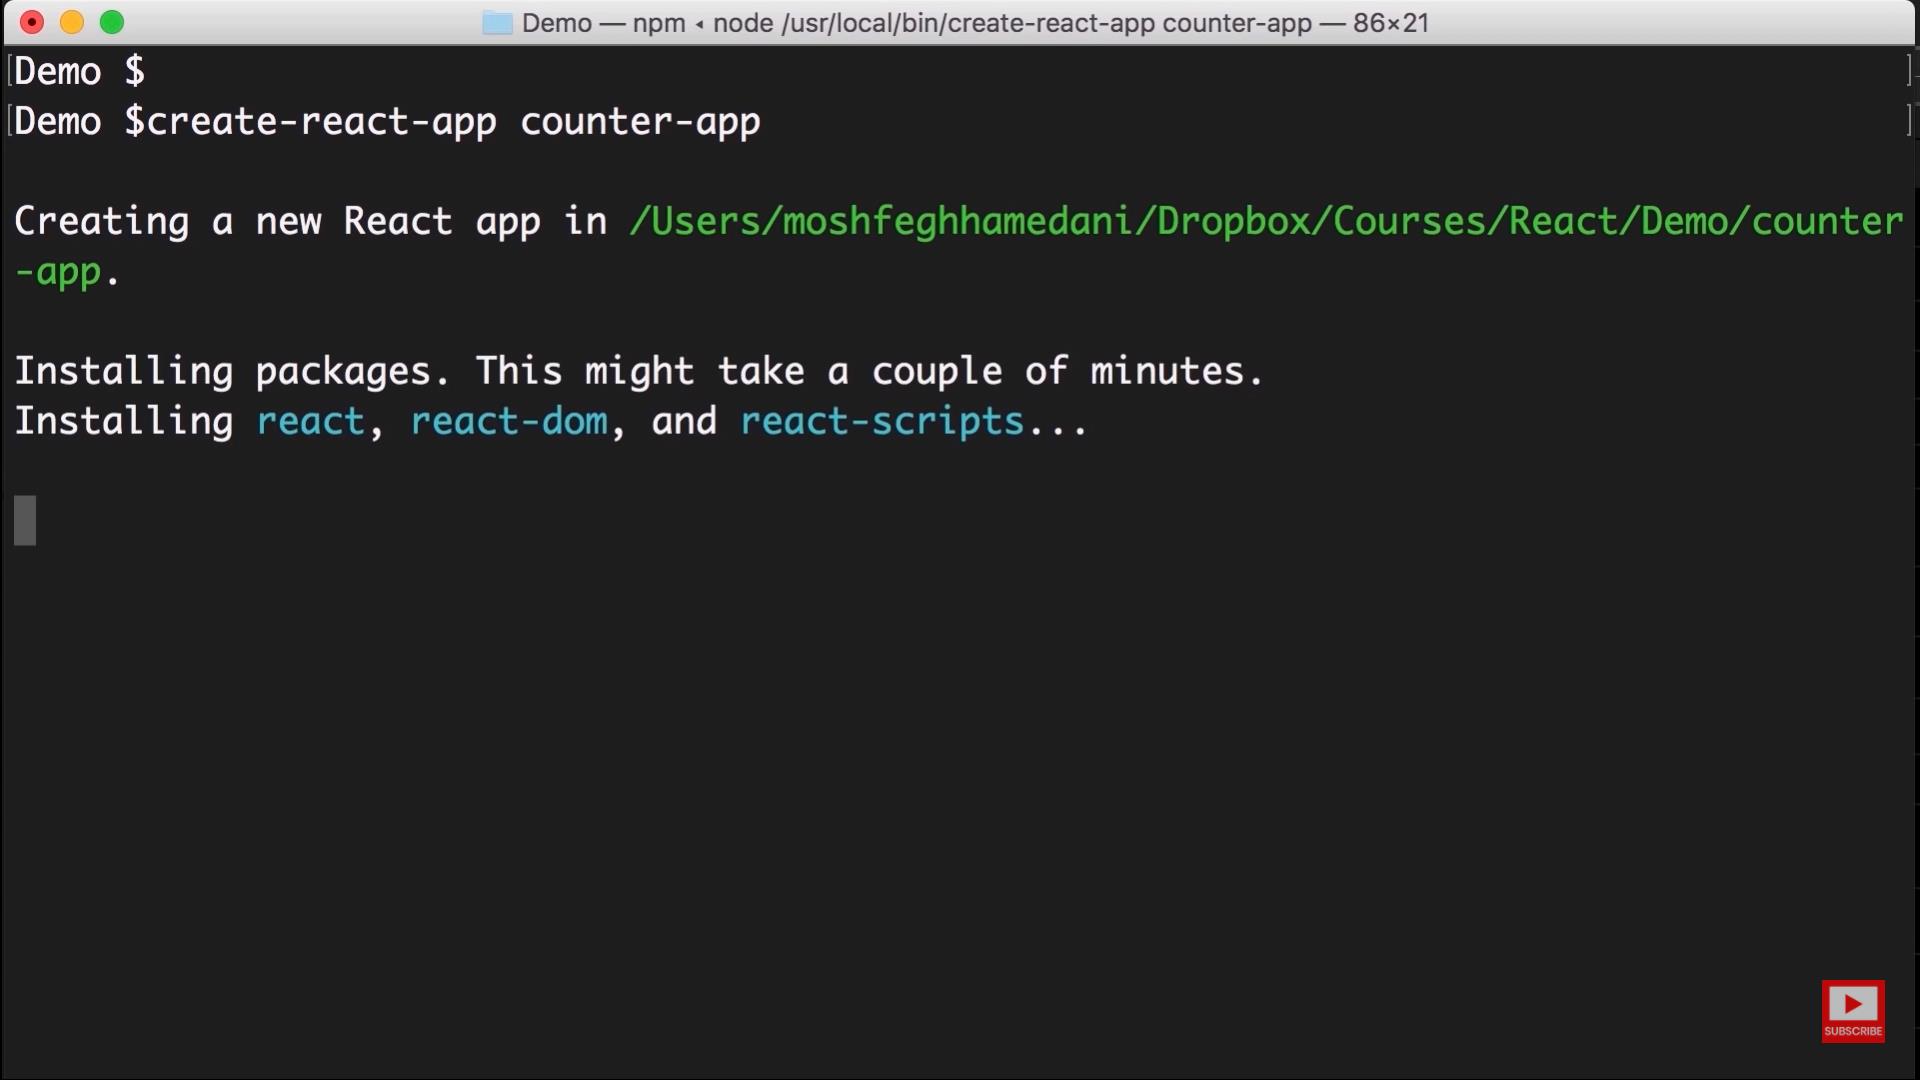 Demo — npm ◂ node /usr/local/bin/create-react-app counter-app — 86×21
[Demo $ ]
[Demo $create-react-app counter-app ]
Creating a new React app in /Users/moshfeghhamedani/Dropbox/Courses/React/Demo/counter
-app.
Installing packages. This might take a couple of minutes.
Installing react, react-dom, and react-scripts...
SUBSCRIBE